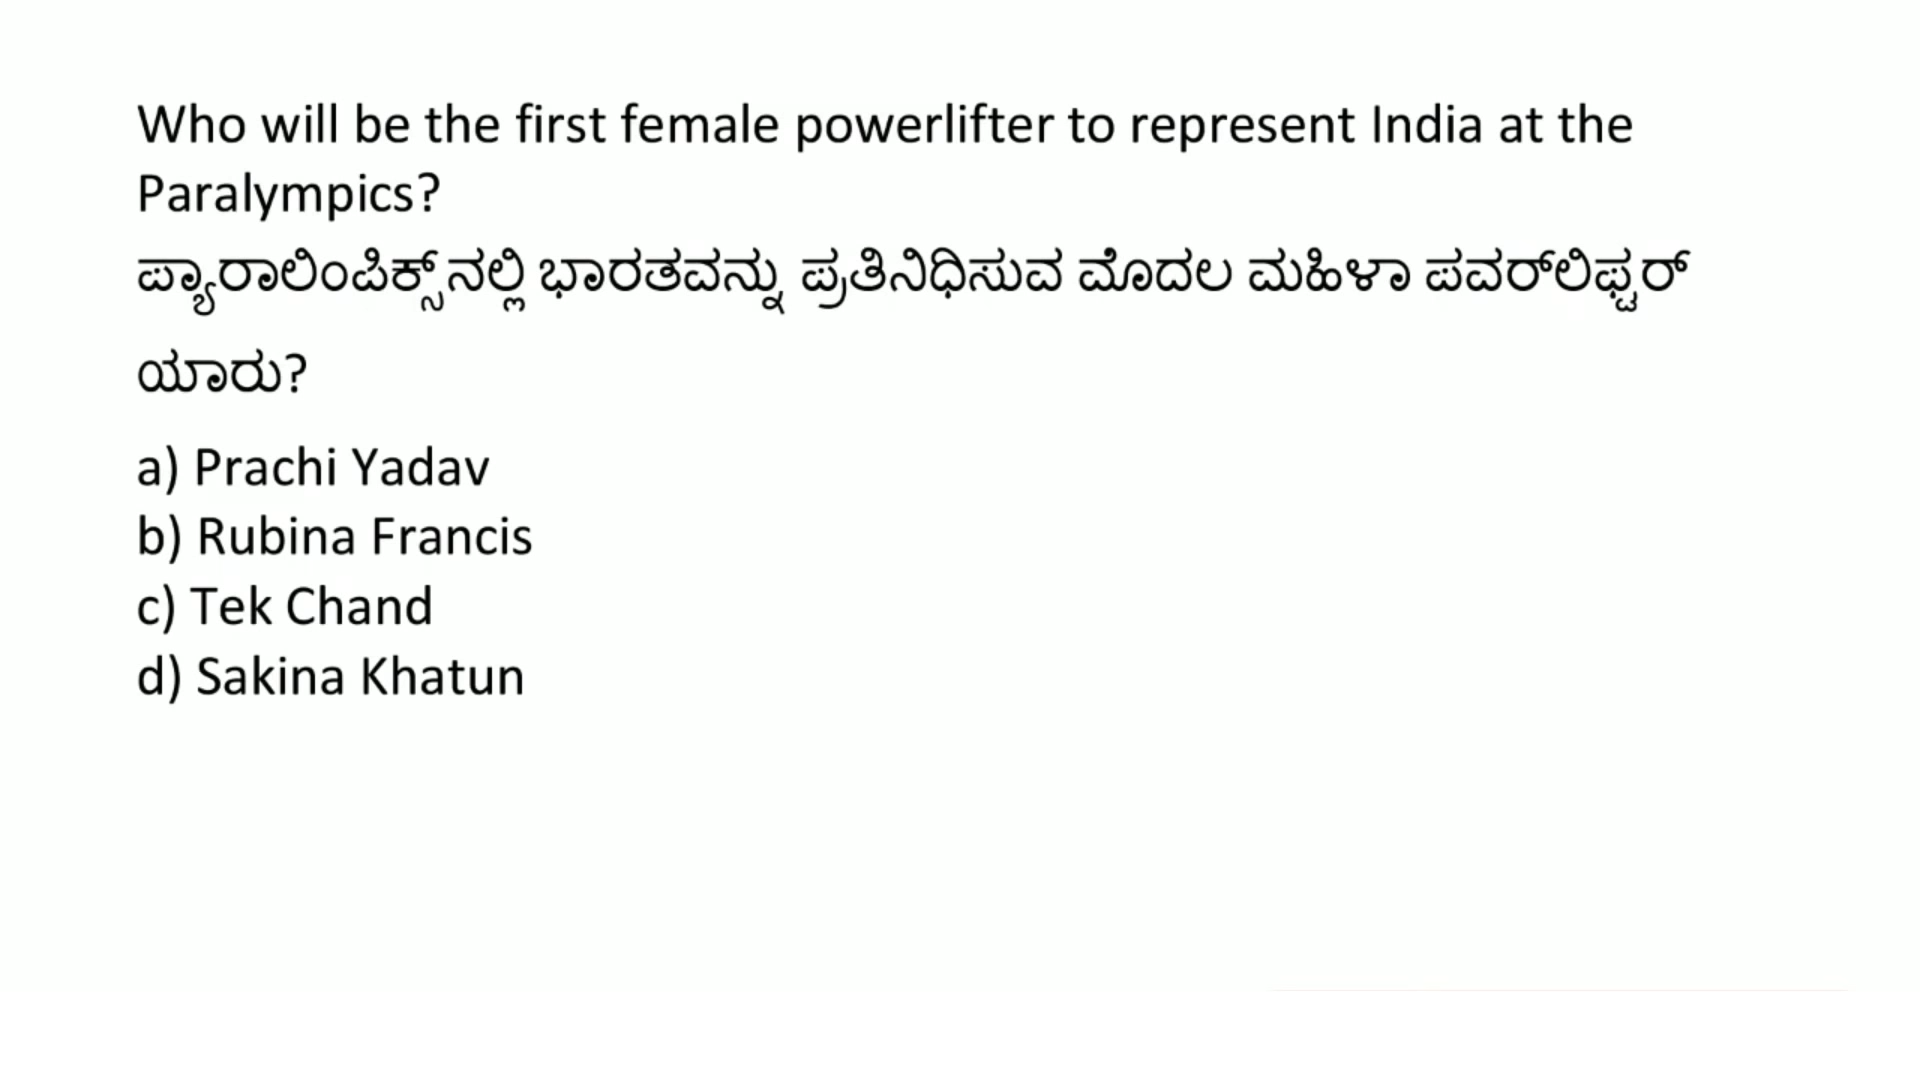 Who will be the first female powerlifter to represent India at the
Paralympics?
ಪ್ಯಾರಾಲಿಂಪಿಕ್ಸ್‌ನಲ್ಲಿ ಭಾರತವನ್ನು ಪ್ರತಿನಿಧಿಸುವ ಮೊದಲ ಮಹಿಳಾ ಪವರ್‌ಲಿಫ್ಟರ್
ಯಾರು?
a) Prachi Yadav
b) Rubina Francis
c) Tek Chand
d) Sakina Khatun